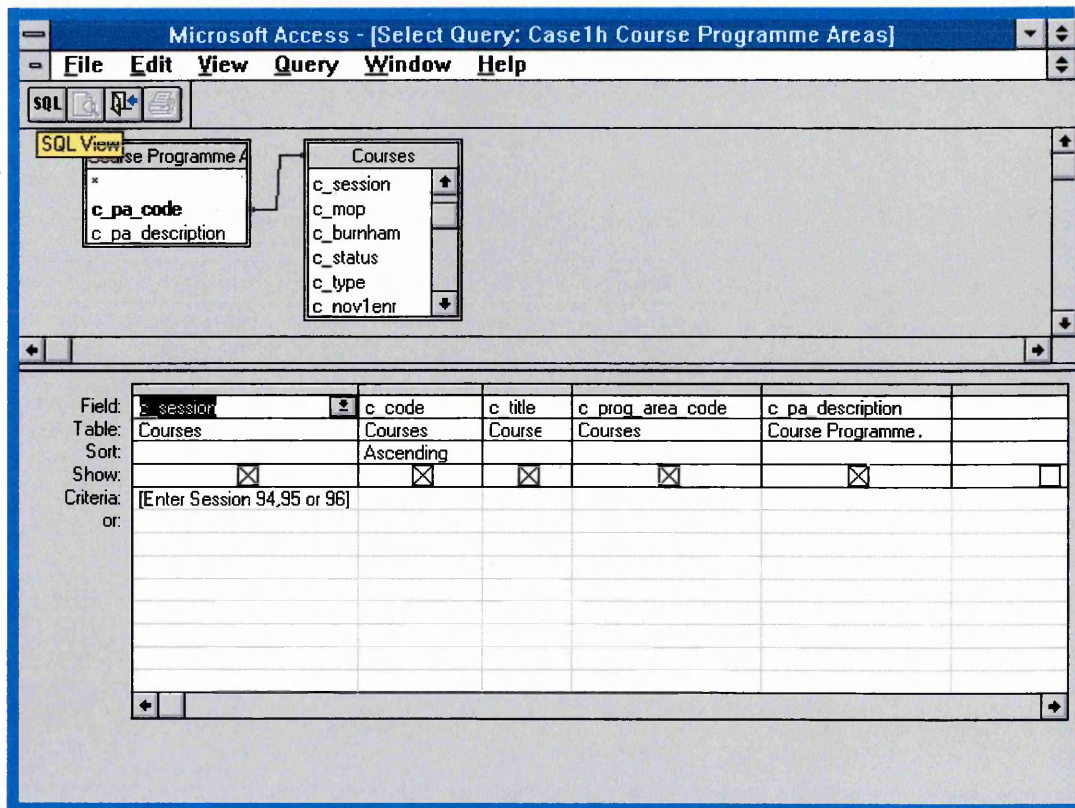 Microsoft Access - [Select Query: Case1h Course Programme Areas]
File Edit View Query Window Help
SQL
SQL View
rse Programme A
*
c_pa_code
c_pa_description
Courses
c_session
c_mop
c_burnham
c_status
c_type
c_nov1enr
Field: c_session c_code c_title c_prog_area_code c_pa_description
Table: Courses Courses Course Courses Course Programme.
Sort: Ascending
Show:
Criteria: [Enter Session 94,95 or 96]
or: